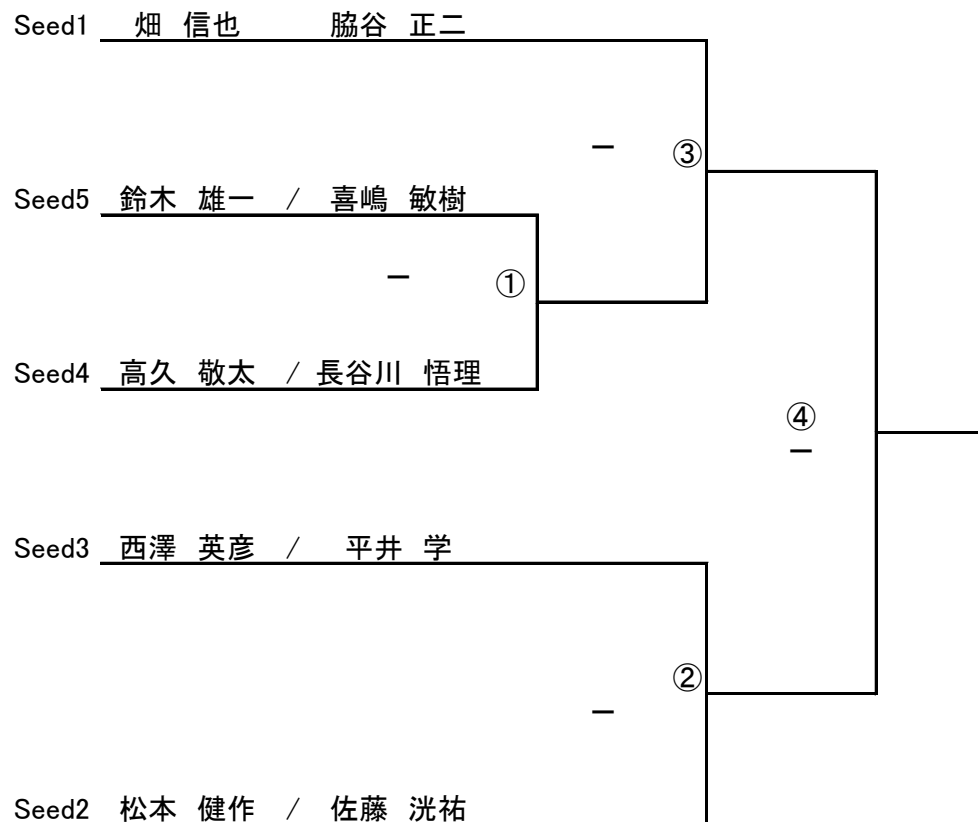 Seed1 畑 信也 脇谷 正二
－ ③
Seed5 鈴木 雄一 / 喜嶋 敏樹
－ ①
Seed4 高久 敬太 / 長谷川 悟理
④
－
Seed3 西澤 英彦 / 平井 学
②
－
Seed2 松本 健作 / 佐藤 洸祐